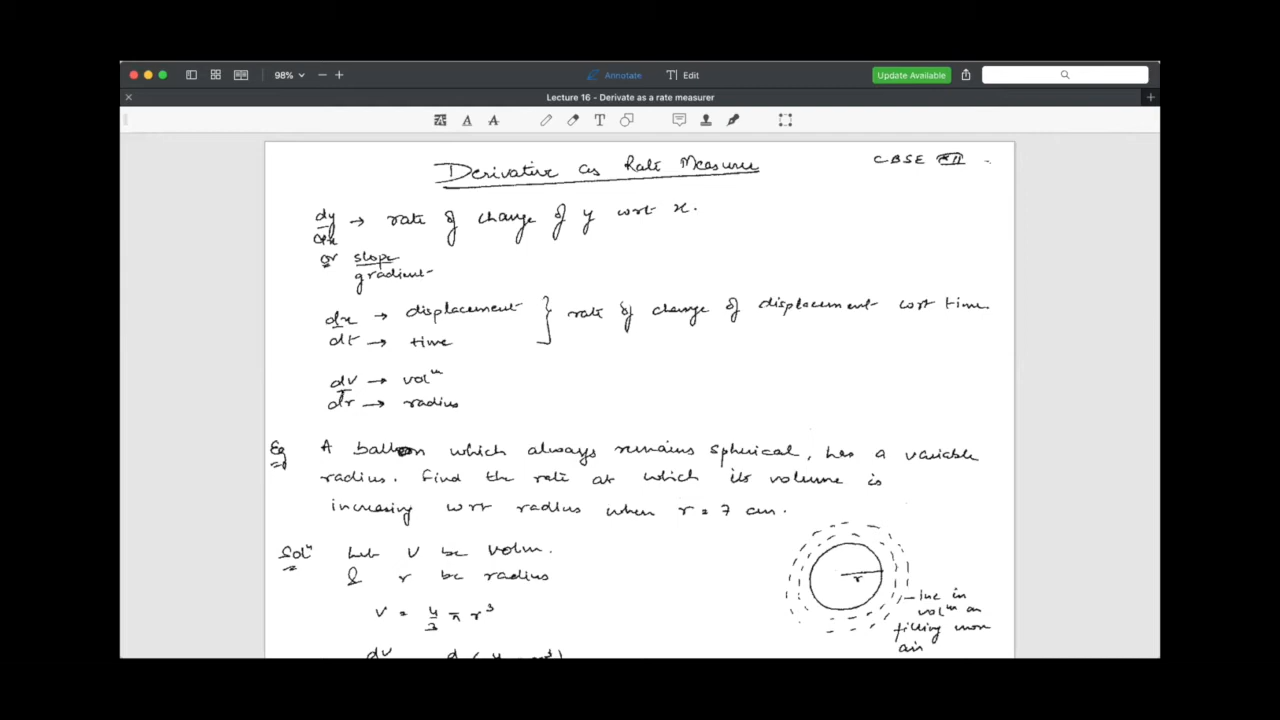 98%
Annotate
Edit
Update Available
Lecture 16 - Derivate as a rate measurer
Derivative as Rate Measure
CBSE XII
dy/dx → rate of change of y wrt x.
or slope
gradient
dx → displacement } rate of change of displacement wrt time.
dt → time
dv → volᵐ
dr → radius
Eg A balloon which always remains spherical, has a variable
radius. Find the rate at which its volume is
increasing wrt radius when r = 7 cm.
Solⁿ Let V be volm.
& r be radius
V = 4/3 π r³
r
– Inc in
volᵐ on
filling more
air